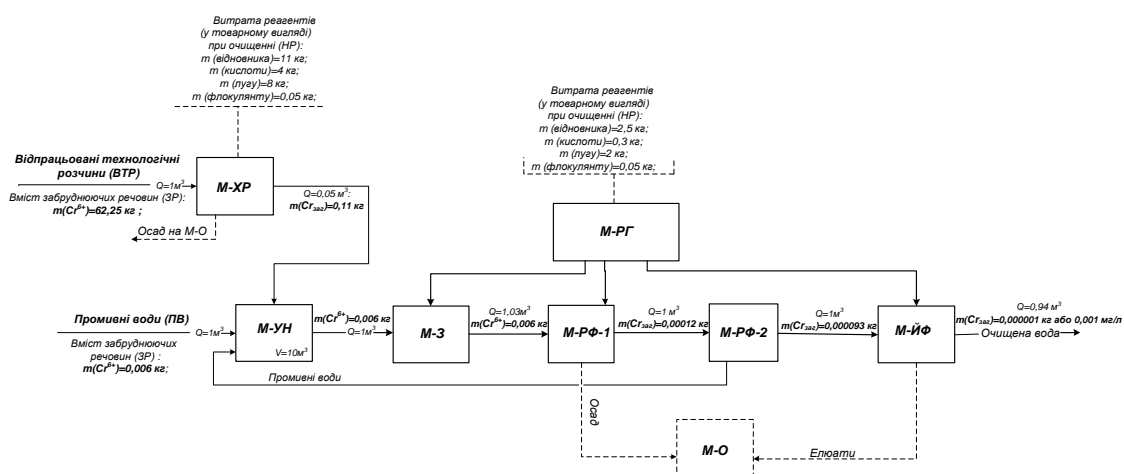 Витрата реагентів
(у товарному вигляді)
при очищенні (НР):
m (відновника)=11 кг;
m (кислоти)=4 кг;
m (лугу)=8 кг;
m (флокулянту)=0,05 кг;
Витрата реагентів
(у товарному вигляді)
при очищенні (НР):
m (відновника)=2,5 кг;
m (кислоти)=0,3 кг;
m (лугу)=2 кг;
m (флокулянту)=0,05 кг;
Відпрацьовані технологічні
розчини (ВТР)
Q=1м³
Вміст забруднюючих речовин (ЗР):
m(Cr⁶⁺)=62,25 кг ;
М-ХР
Q=0,05 м³:
m(Crзаг)=0,11 кг
Осад на М-О
М-РГ
Промивні води (ПВ)
Q=1м³
Вміст забруднюючих
речовин (ЗР) :
m(Cr⁶⁺)=0,006 кг;
М-УН
V=10м³
m(Cr⁶⁺)=0,006 кг
Q=1м³
М-З
Q=1,03м³
m(Cr⁶⁺)=0,006 кг
М-РФ-1
Q=1 м³
m(Crзаг)=0,00012 кг
М-РФ-2
Q=1м³
m(Crзаг)=0,000093 кг
М-ЙФ
Q=0,94 м³
m(Crзаг)=0,000001 кг або 0,001 мг/л
Очищена вода
Промивні води
Осад
М-О
Елюати